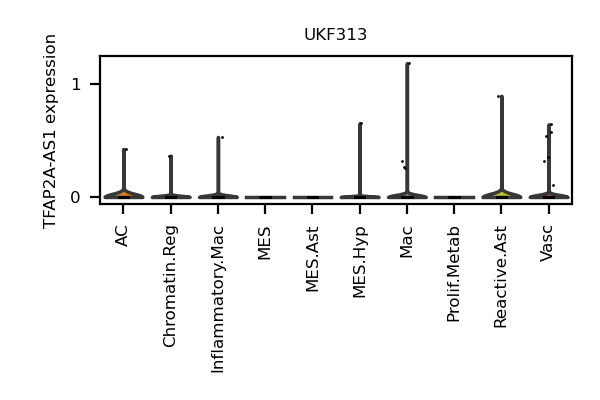 UKF313
TFAP2A-AS1 expression
1
0
AC
Chromatin.Reg
Inflammatory.Mac
MES
MES.Ast
MES.Hyp
Mac
Prolif.Metab
Reactive.Ast
Vasc